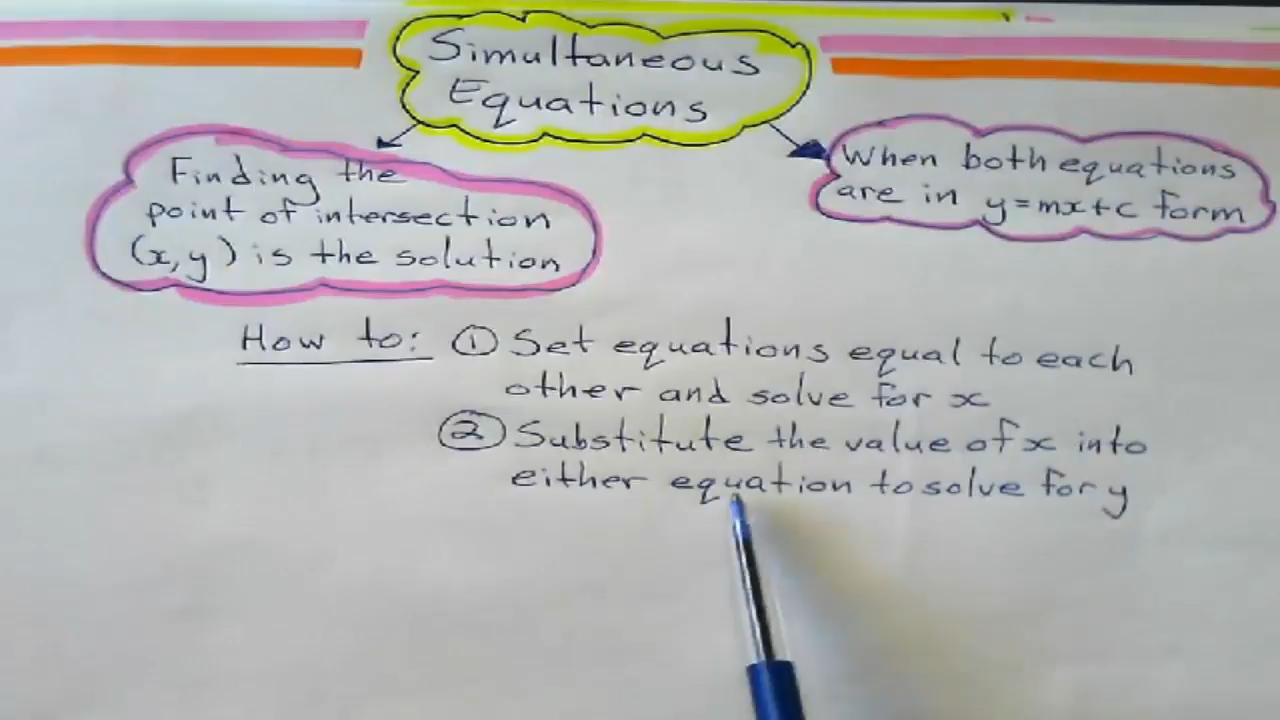 Simultaneous
Equations
Finding the
point of intersection
(x,y) is the solution
When both equations
are in y=mx+c form
How to: ① Set equations equal to each
other and solve for x
② Substitute the value of x into
either equation to solve for y